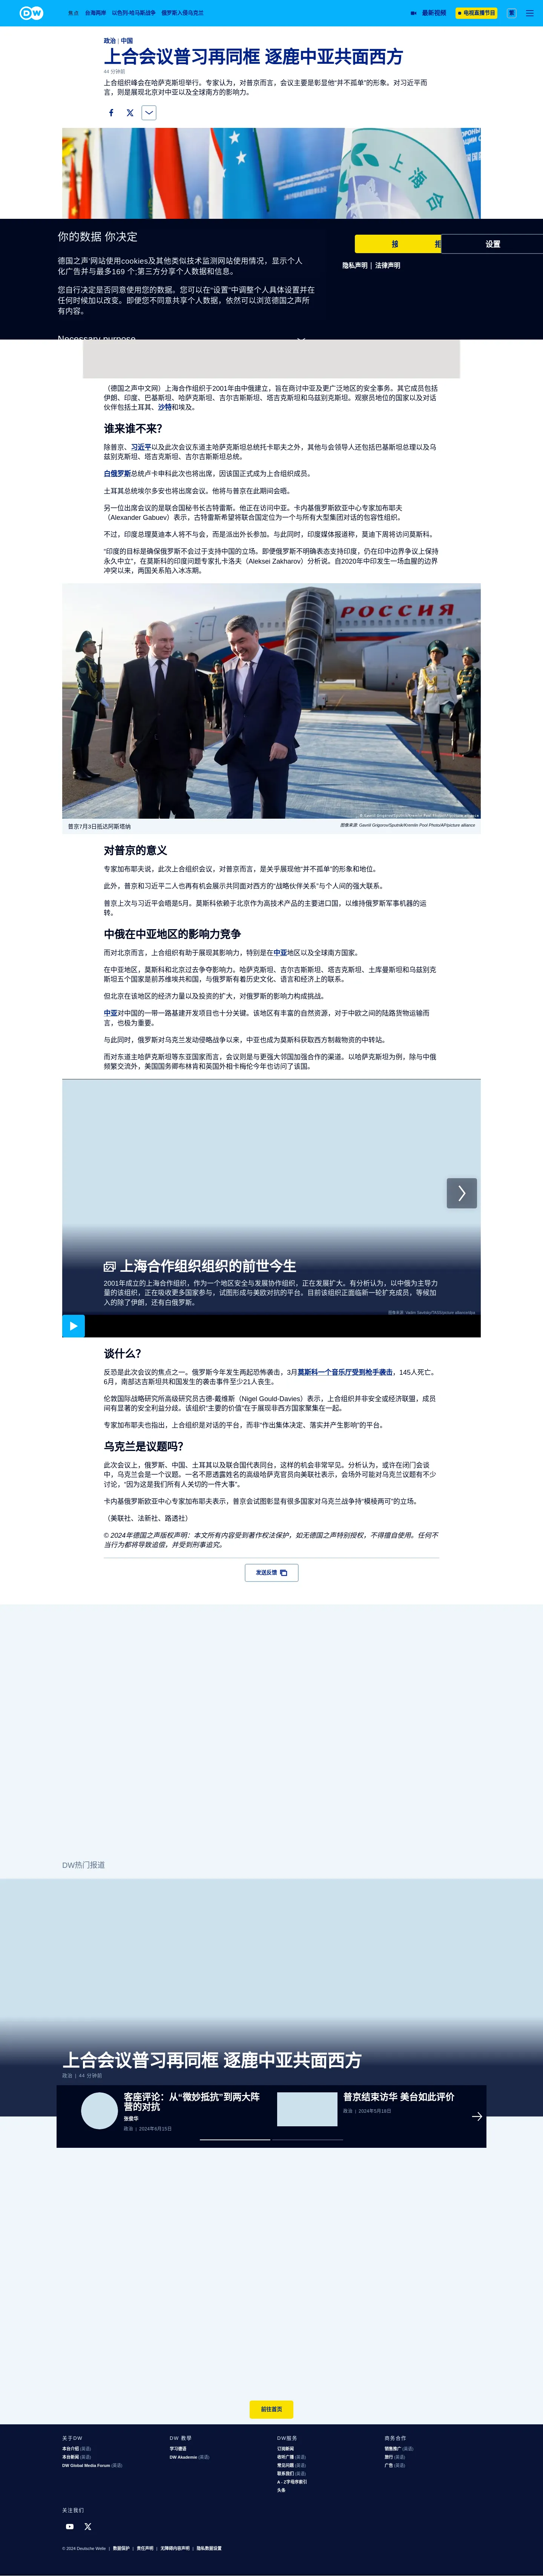 DW
焦点 台海两岸 以色列-哈马斯战争 俄罗斯入侵乌克兰
最新视频
电视直播节目
繁
政治 | 中国
上合会议普习再同框 逐鹿中亚共面西方
44 分钟前
上合组织峰会在哈萨克斯坦举行。专家认为，对普京而言，会议主要是彰显他“并不孤单”的形象。对习近平而
言，则是展现北京对中亚以及全球南方的影响力。
上 海 合
你的数据 你决定
德国之声'网站使用cookies及其他类似技术监测网站使用情况，显示个人
化广告并与最多169 个;第三方分享个人数据和信息。
您自行决定是否同意使用您的数据。您可以在"设置"中调整个人具体设置并在
任何时候加以改变。即便您不同意共享个人数据，依然可以浏览德国之声所
有内容。
Necessary purpose
设置
隐私声明 | 法律声明
（德国之声中文网）上海合作组织于2001年由中俄建立，旨在商讨中亚及更广泛地区的安全事务。其它成员包括
伊朗、印度、巴基斯坦、哈萨克斯坦、吉尔吉斯斯坦、塔吉克斯坦和乌兹别克斯坦。观察员地位的国家以及对话
伙伴包括土耳其、沙特和埃及。
谁来谁不来？
除普京、习近平以及此次会议东道主哈萨克斯坦总统托卡耶夫之外，其他与会领导人还包括巴基斯坦总理以及乌
兹别克斯坦、塔吉克斯坦、吉尔吉斯斯坦总统。
白俄罗斯总统卢卡申科此次也将出席，因该国正式成为上合组织成员。
土耳其总统埃尔多安也将出席会议。他将与普京在此期间会晤。
另一位出席会议的是联合国秘书长古特雷斯。他正在访问中亚。卡内基俄罗斯欧亚中心专家加布耶夫
（Alexander Gabuev）表示，古特雷斯希望将联合国定位为一个与所有大型集团对话的包容性组织。
不过，印度总理莫迪本人将不与会，而是派出外长参加。与此同时，印度媒体报道称，莫迪下周将访问莫斯科。
“印度的目标是确保俄罗斯不会过于支持中国的立场。即便俄罗斯不明确表态支持印度，仍在印中边界争议上保持
永久中立”，在莫斯科的印度问题专家扎卡洛夫（Aleksei Zakharov）分析说。自2020年中印发生一场血腥的边界
冲突以来，两国关系陷入冰冻期。
РОССИЯ
© Gavriil Grigorov/Sputnik/Kremlin Pool Photo/AP/picture alliance
普京7月3日抵达阿斯塔纳
图像来源: Gavriil Grigorov/Sputnik/Kremlin Pool Photo/AP/picture alliance
对普京的意义
专家加布耶夫说，此次上合组织会议，对普京而言，是关乎展现他“并不孤单”的形象和地位。
此外，普京和习近平二人也再有机会展示共同面对西方的“战略伙伴关系”与个人间的强大联系。
普京上次与习近平会晤是5月。莫斯科依赖于北京作为高技术产品的主要进口国，以维持俄罗斯军事机器的运
转。
中俄在中亚地区的影响力竞争
而对北京而言，上合组织有助于展现其影响力，特别是在中亚地区以及全球南方国家。
在中亚地区，莫斯科和北京过去争夺影响力。哈萨克斯坦、吉尔吉斯斯坦、塔吉克斯坦、土库曼斯坦和乌兹别克
斯坦五个国家是前苏维埃共和国，与俄罗斯有着历史文化、语言和经济上的联系。
但北京在该地区的经济力量以及投资的扩大，对俄罗斯的影响力构成挑战。
中亚对中国的一带一路基建开发项目也十分关键。该地区有丰富的自然资源，对于中欧之间的陆路货物运输而
言，也极为重要。
与此同时，俄罗斯对乌克兰发动侵略战争以来，中亚也成为莫斯科获取西方制裁物资的中转站。
而对东道主哈萨克斯坦等东亚国家而言，会议则是与更强大邻国加强合作的渠道。以哈萨克斯坦为例，除与中俄
频繁交流外，美国国务卿布林肯和英国外相卡梅伦今年也访问了该国。
上海合作组织组织的前世今生
2001年成立的上海合作组织，作为一个地区安全与发展协作组织，正在发展扩大。有分析认为，以中俄为主导力
量的该组织，正在吸收更多国家参与，试图形成与美欧对抗的平台。目前该组织正面临新一轮扩充成员，等候加
入的除了伊朗，还有白俄罗斯。
图像来源: Vadim Savitsky/TASS/picture alliance/dpa
谈什么？
反恐是此次会议的焦点之一。俄罗斯今年发生两起恐怖袭击，3月莫斯科一个音乐厅受到枪手袭击，145人死亡。
6月，南部达吉斯坦共和国发生的袭击事件至少21人丧生。
伦敦国际战略研究所高级研究员古德-戴维斯（Nigel Gould-Davies）表示，上合组织并非安全或经济联盟，成员
间有显著的安全利益分歧。该组织“主要的价值”在于展现非西方国家聚集在一起。
专家加布耶夫也指出，上合组织是对话的平台，而非“作出集体决定、落实并产生影响”的平台。
乌克兰是议题吗？
此次会议上，俄罗斯、中国、土耳其以及联合国代表同台，这样的机会非常罕见。分析认为，或许在闭门会谈
中，乌克兰会是一个议题。一名不愿透露姓名的高级哈萨克官员向美联社表示，会场外可能对乌克兰议题有不少讨
论，“因为这是我们所有人关切的一件大事”。
卡内基俄罗斯欧亚中心专家加布耶夫表示，普京会试图彰显有很多国家对乌克兰战争持“模棱两可”的立场。
（美联社、法新社、路透社）
© 2024年德国之声版权声明：本文所有内容受到著作权法保护，如无德国之声特别授权，不得擅自使用。任何不
当行为都将导致追偿，并受到刑事追究。
发送反馈
DW热门报道
上合会议普习再同框 逐鹿中亚共面西方
政治 | 44 分钟前
客座评论：从“微妙抵抗”到两大阵
营的对抗
张俊华
政治 | 2024年6月15日
普京结束访华 美台如此评价
政治 | 2024年5月18日
前往首页
关于DW
本台介绍 (英语)
本台新闻 (英语)
DW Global Media Forum (英语)
DW 教学
学习德语
DW Akademie (英语)
DW服务
订阅新闻
收听广播 (英语)
常见问题 (英语)
联系我们 (英语)
A - Z字母序索引
头条
商务合作
销售推广 (英语)
旅行 (英语)
广告 (英语)
关注我们
© 2024 Deutsche Welle | 数据保护 | 责任声明 | 无障碍内容声明 | 隐私数据设置